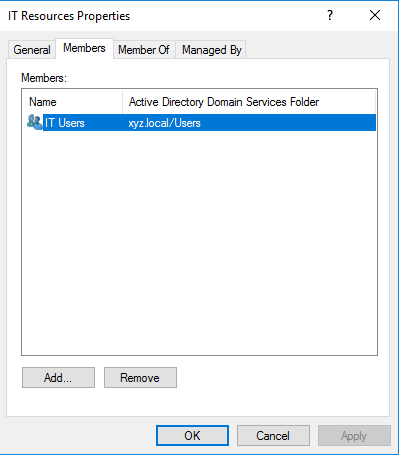 IT Resources Properties ?
General Members Member Of Managed By
Members:
Name Active Directory Domain Services Folder
IT Users xyz.local/Users
Add... Remove
OK Cancel Apply